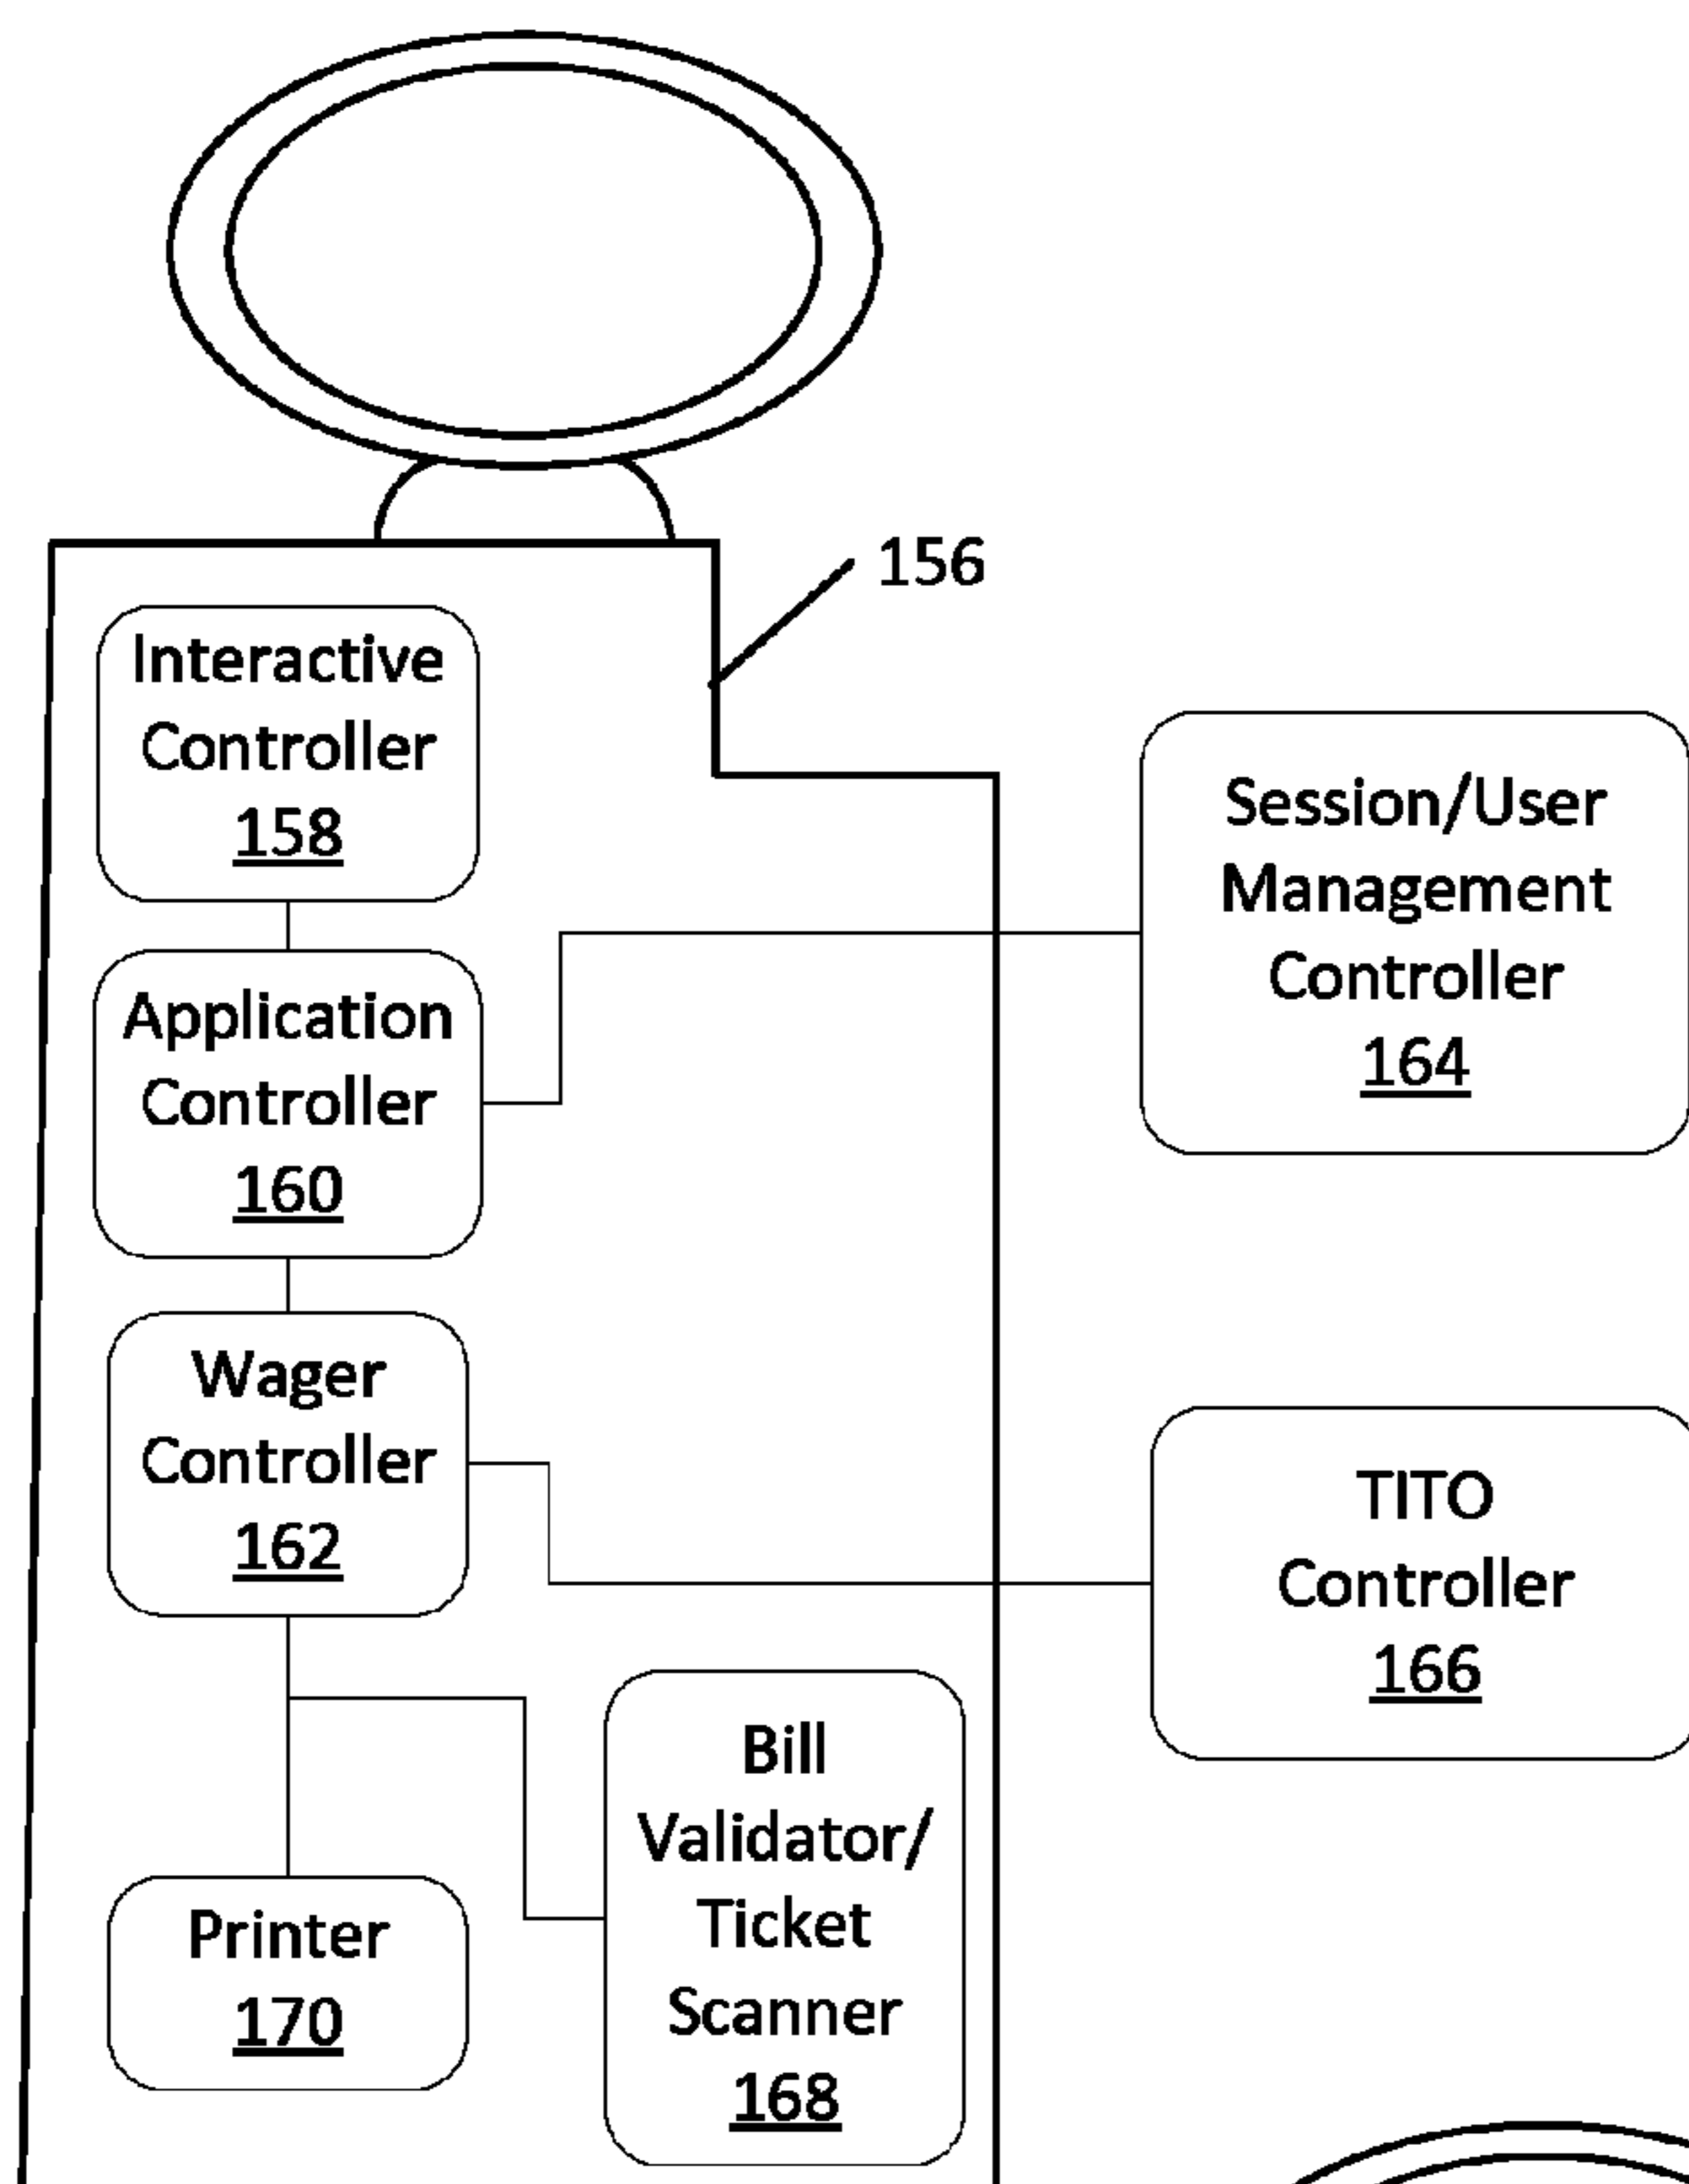 156
Interactive
Controller
158
Session/User
Management
Controller
164
Application
Controller
160
Wager
Controller
162
TITO
Controller
166
Bill
Validator/
Ticket
Scanner
168
Printer
170